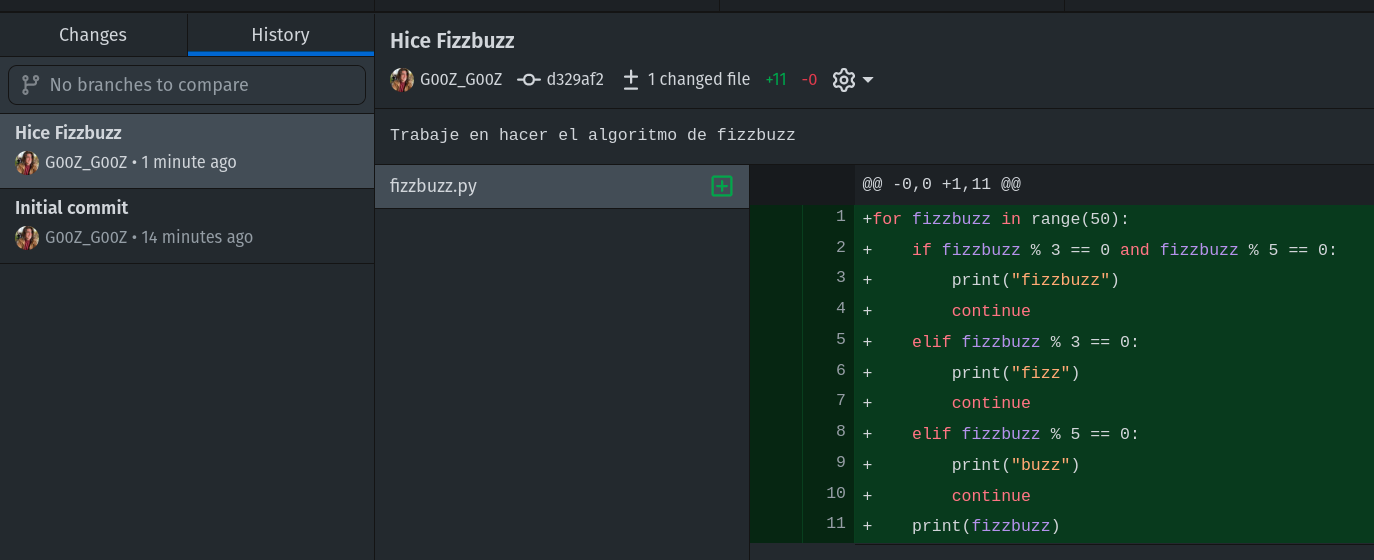 Changes
History
No branches to compare
Hice Fizzbuzz
G00Z_G00Z • 1 minute ago
Initial commit
G00Z_G00Z • 14 minutes ago
Hice Fizzbuzz
G00Z_G00Z d329af2 1 changed file +11 -0
Trabaje en hacer el algoritmo de fizzbuzz
fizzbuzz.py
@@ -0,0 +1,11 @@
1 +for fizzbuzz in range(50):
2 +    if fizzbuzz % 3 == 0 and fizzbuzz % 5 == 0:
3 +        print("fizzbuzz")
4 +        continue
5 +    elif fizzbuzz % 3 == 0:
6 +        print("fizz")
7 +        continue
8 +    elif fizzbuzz % 5 == 0:
9 +        print("buzz")
10 +        continue
11 +    print(fizzbuzz)